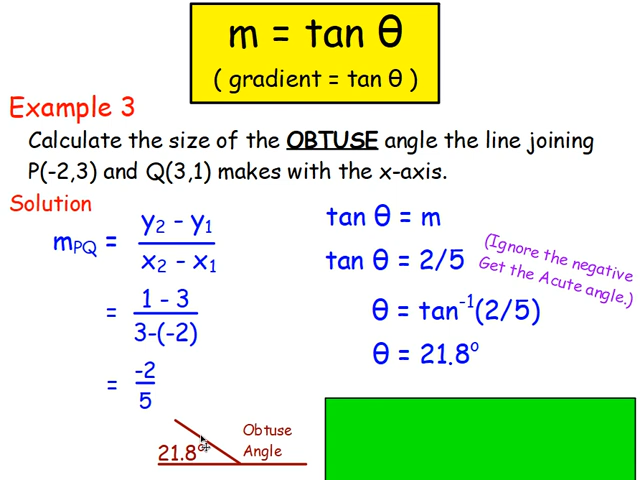 m = tan θ
( gradient = tan θ )
Example 3
Calculate the size of the OBTUSE angle the line joining
P(-2,3) and Q(3,1) makes with the x-axis.
Solution
m_PQ = (y₂ - y₁)/(x₂ - x₁)
= (1 - 3)/(3-(-2))
= -2/5
tan θ = m
tan θ = 2/5
(Ignore the negative
Get the Acute angle.)
θ = tan⁻¹(2/5)
θ = 21.8°
Obtuse
Angle
21.8°